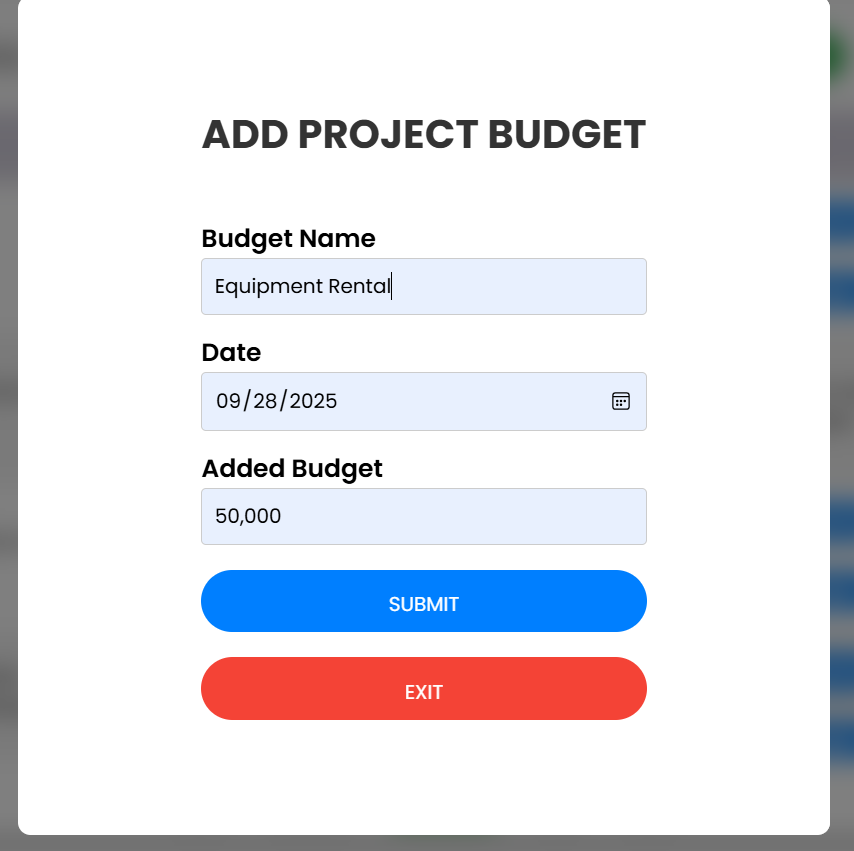 ADD PROJECT BUDGET
Budget Name
Equipment Rental
Date
09/28/2025
Added Budget
50,000
SUBMIT
EXIT